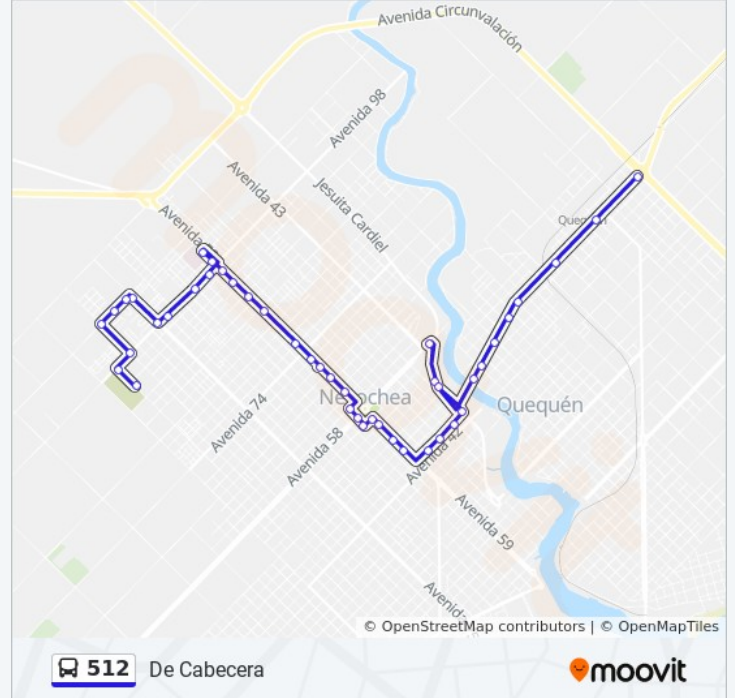 Avenida Circunvalación
Avenida 98
Avenida 43
Jesuita Cardiel
Avenida
Quequén
Necochea
Quequén
Avenida 74
Avenida 58
Avenida 42
Avenida 59
Avenida
© OpenStreetMap contributors | © OpenMapTiles
512 De Cabecera
moovit